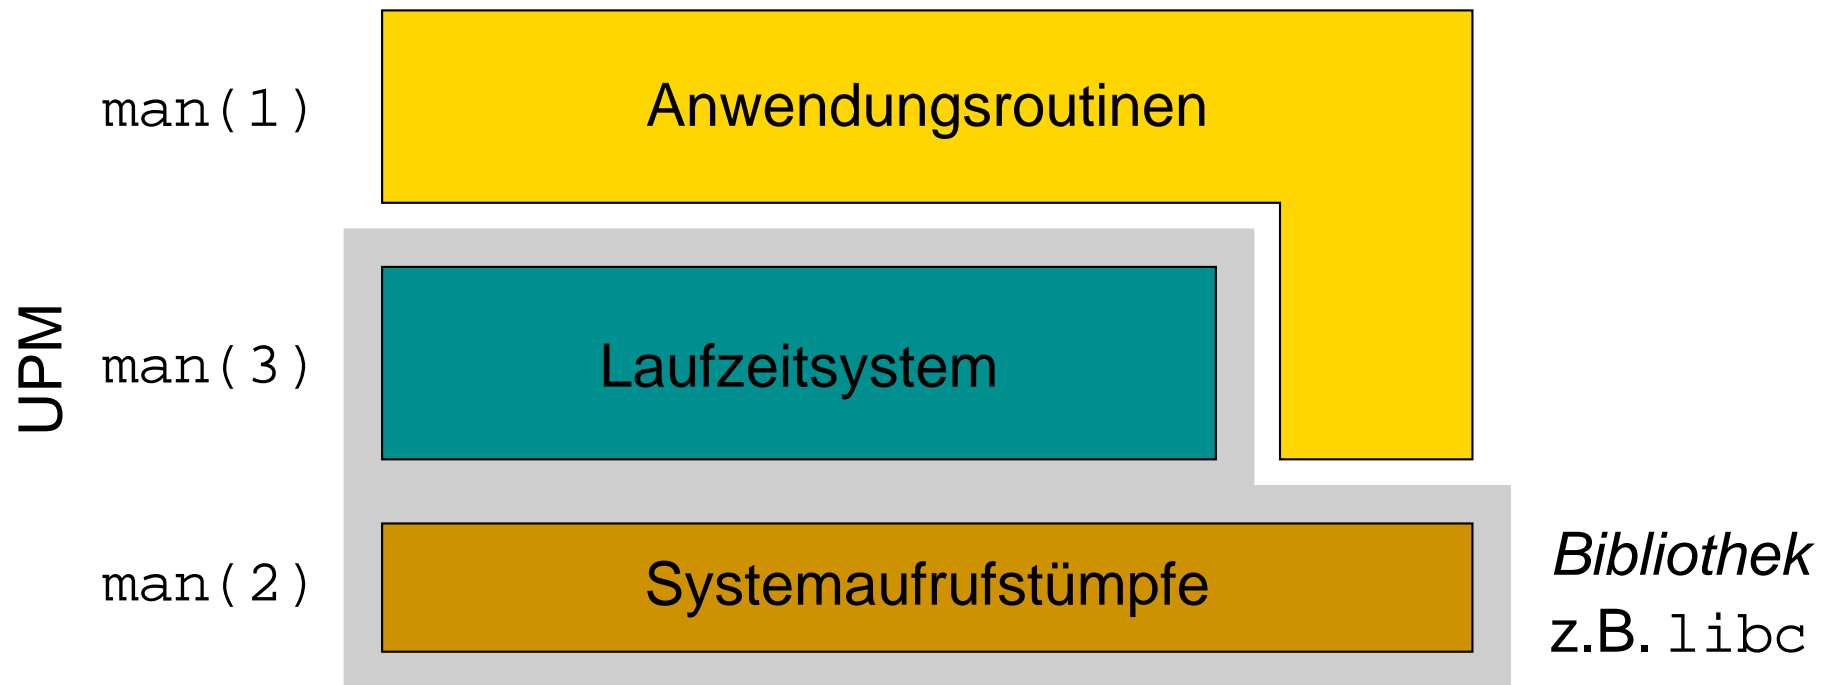 man(1)
Anwendungsroutinen
UPM
man(3)
Laufzeitsystem
man(2)
Systemaufrufstümpfe
Bibliothek
z.B. libc